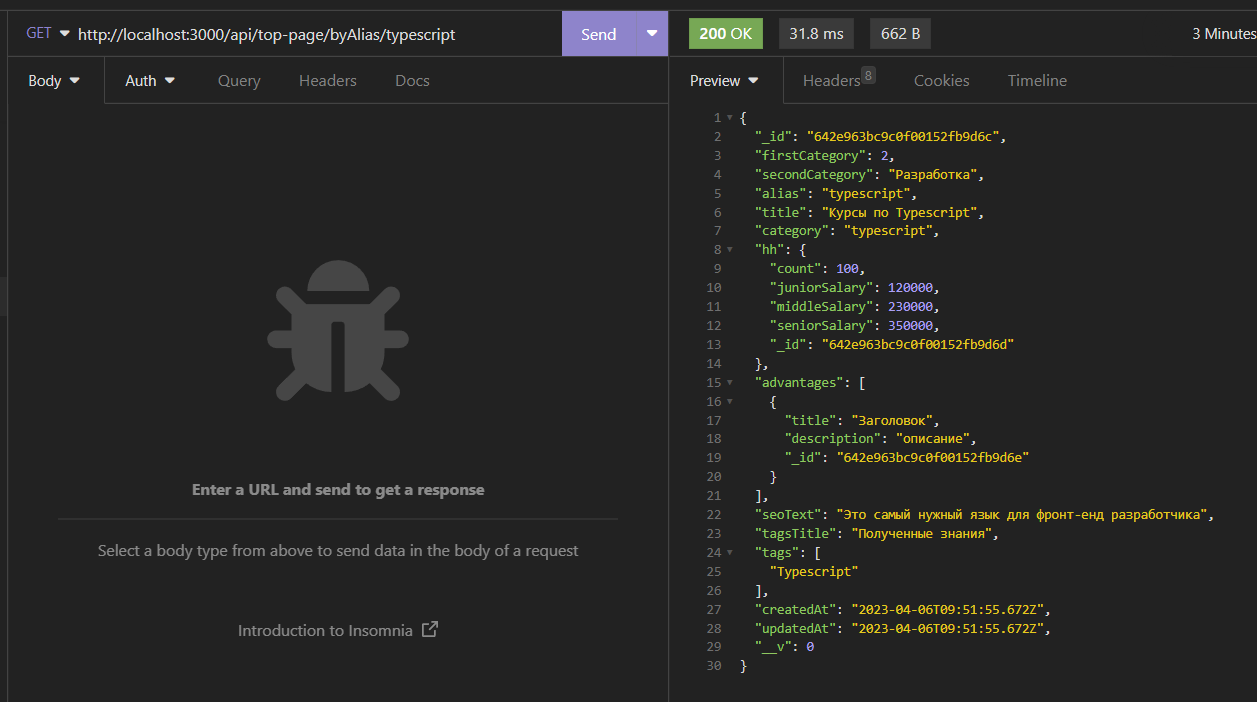 GET http://localhost:3000/api/top-page/byAlias/typescript Send
200 OK 31.8 ms 662 B 3 Minutes
Body Auth Query Headers Docs
Preview Headers 8 Cookies Timeline
Enter a URL and send to get a response
Select a body type from above to send data in the body of a request
Introduction to Insomnia
1 {
2 "_id": "642e963bc9c0f00152fb9d6c",
3 "firstCategory": 2,
4 "secondCategory": "Разработка",
5 "alias": "typescript",
6 "title": "Курсы по Typescript",
7 "category": "typescript",
8 "hh": {
9 "count": 100,
10 "juniorSalary": 120000,
11 "middleSalary": 230000,
12 "seniorSalary": 350000,
13 "_id": "642e963bc9c0f00152fb9d6d"
14 },
15 "advantages": [
16 {
17 "title": "Заголовок",
18 "description": "описание",
19 "_id": "642e963bc9c0f00152fb9d6e"
20 }
21 ],
22 "seoText": "Это самый нужный язык для фронт-енд разработчика",
23 "tagsTitle": "Полученные знания",
24 "tags": [
25 "Typescript"
26 ],
27 "createdAt": "2023-04-06T09:51:55.672Z",
28 "updatedAt": "2023-04-06T09:51:55.672Z",
29 "__v": 0
30 }